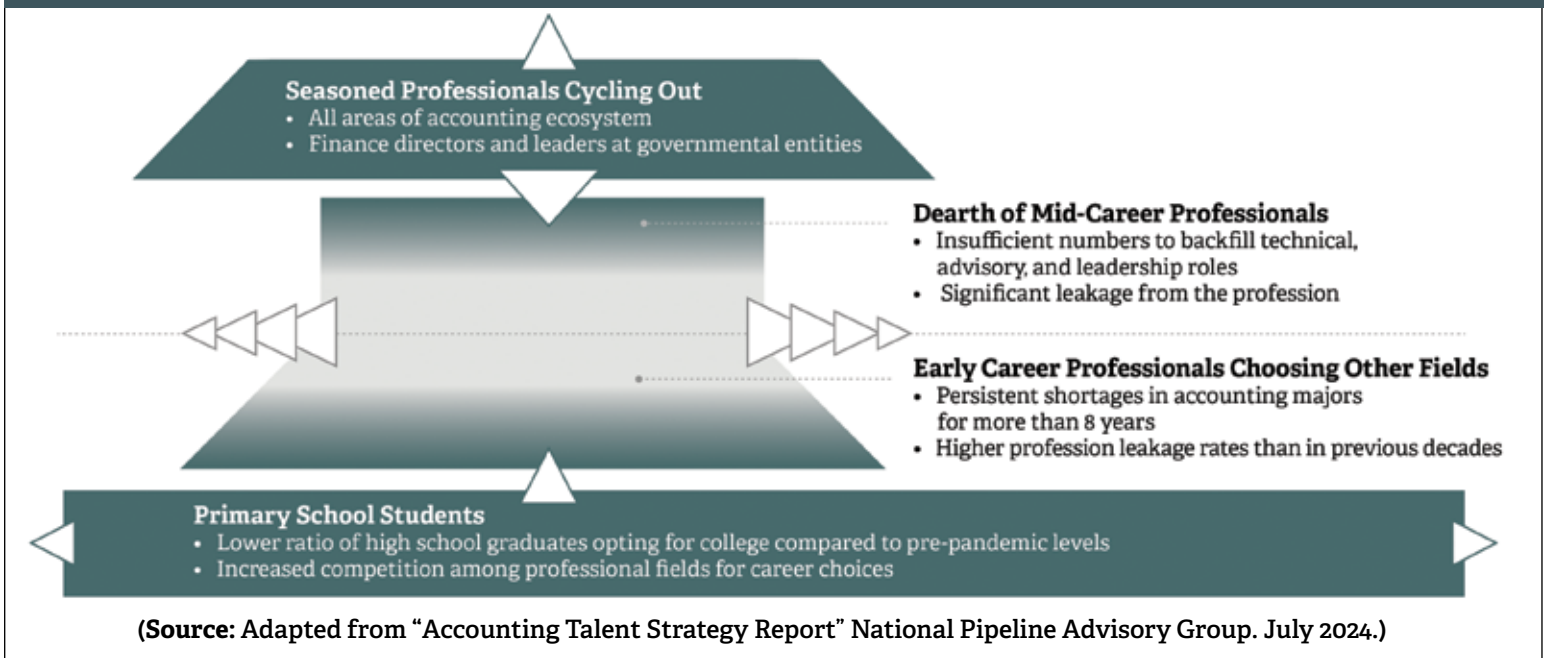 Seasoned Professionals Cycling Out
• All areas of accounting ecosystem
• Finance directors and leaders at governmental entities
Dearth of Mid-Career Professionals
• Insufficient numbers to backfill technical,
advisory, and leadership roles
• Significant leakage from the profession
Early Career Professionals Choosing Other Fields
• Persistent shortages in accounting majors
for more than 8 years
• Higher profession leakage rates than in previous decades
Primary School Students
• Lower ratio of high school graduates opting for college compared to pre-pandemic levels
• Increased competition among professional fields for career choices
(Source: Adapted from “Accounting Talent Strategy Report” National Pipeline Advisory Group. July 2024.)